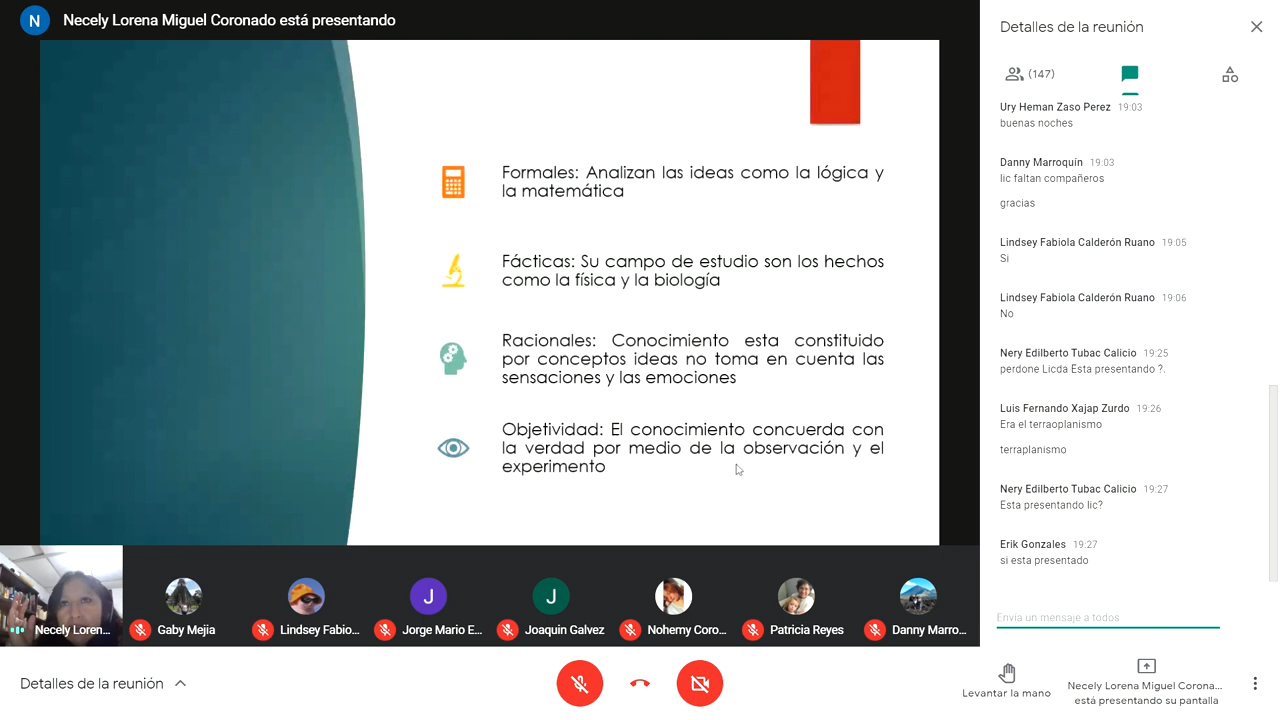 N Necely Lorena Miguel Coronado está presentando
Formales: Analizan las ideas como la lógica y
la matemática
Fácticas: Su campo de estudio son los hechos
como la física y la biología
Racionales: Conocimiento esta constituido
por conceptos ideas no toma en cuenta las
sensaciones y las emociones
Objetividad: El conocimiento concuerda con
la verdad por medio de la observación y el
experimento
Necely Loren...
Gaby Mejia
Lindsey Fabio...
J
Jorge Mario E...
J
Joaquin Galvez
Nohemy Coro...
Patricia Reyes
Danny Marro...
Detalles de la reunión
Detalles de la reunión
(147)
Ury Heman Zaso Perez 19:03
buenas noches
Danny Marroquín 19:03
lic faltan compañeros
gracias
Lindsey Fabiola Calderón Ruano 19:05
Si
Lindsey Fabiola Calderón Ruano 19:06
No
Nery Edilberto Tubac Calicio 19:25
perdone Licda Esta presentando ?.
Luis Fernando Xajap Zurdo 19:26
Era el terraoplanismo
terraplanismo
Nery Edilberto Tubac Calicio 19:27
Esta presentando lic?
Erik Gonzales 19:27
si esta presentado
Envía un mensaje a todos
Levantar la mano
Necely Lorena Miguel Corona...
está presentando su pantalla